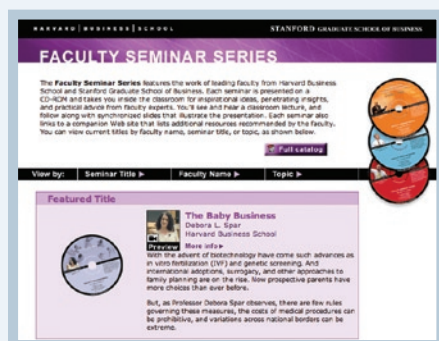 HARVARD | BUSINESS | SCHOOL
STANFORD GRADUATE SCHOOL OF BUSINESS
FACULTY SEMINAR SERIES
The Faculty Seminar Series features the work of leading faculty from Harvard Business
School and Stanford Graduate School of Business. Each seminar is presented on a
CD-ROM and takes you inside the classroom for inspirational ideas, penetrating insights,
and practical advice from faculty experts. You'll see and hear a classroom lecture, and
follow along with synchronized slides that illustrate the presentation. Each seminar also
links to a companion Web site that lists additional resources recommended by the faculty.
You can view current titles by faculty name, seminar title, or topic, as shown below.
Full catalog
View by: Seminar Title ▶ Faculty Name ▶ Topic ▶
Featured Title
The Baby Business
Debora L. Spar
Harvard Business School
Preview
More info ▶
With the advent of biotechnology have come such advances as
in vitro fertilization (IVF) and genetic screening. And
international adoptions, surrogacy, and other approaches to
family planning are on the rise. Now prospective parents have
more choices than ever before.
But, as Professor Debora Spar observes, there are few rules
governing these measures, the costs of medical procedures can
be prohibitive, and variations across national borders can be
extreme.